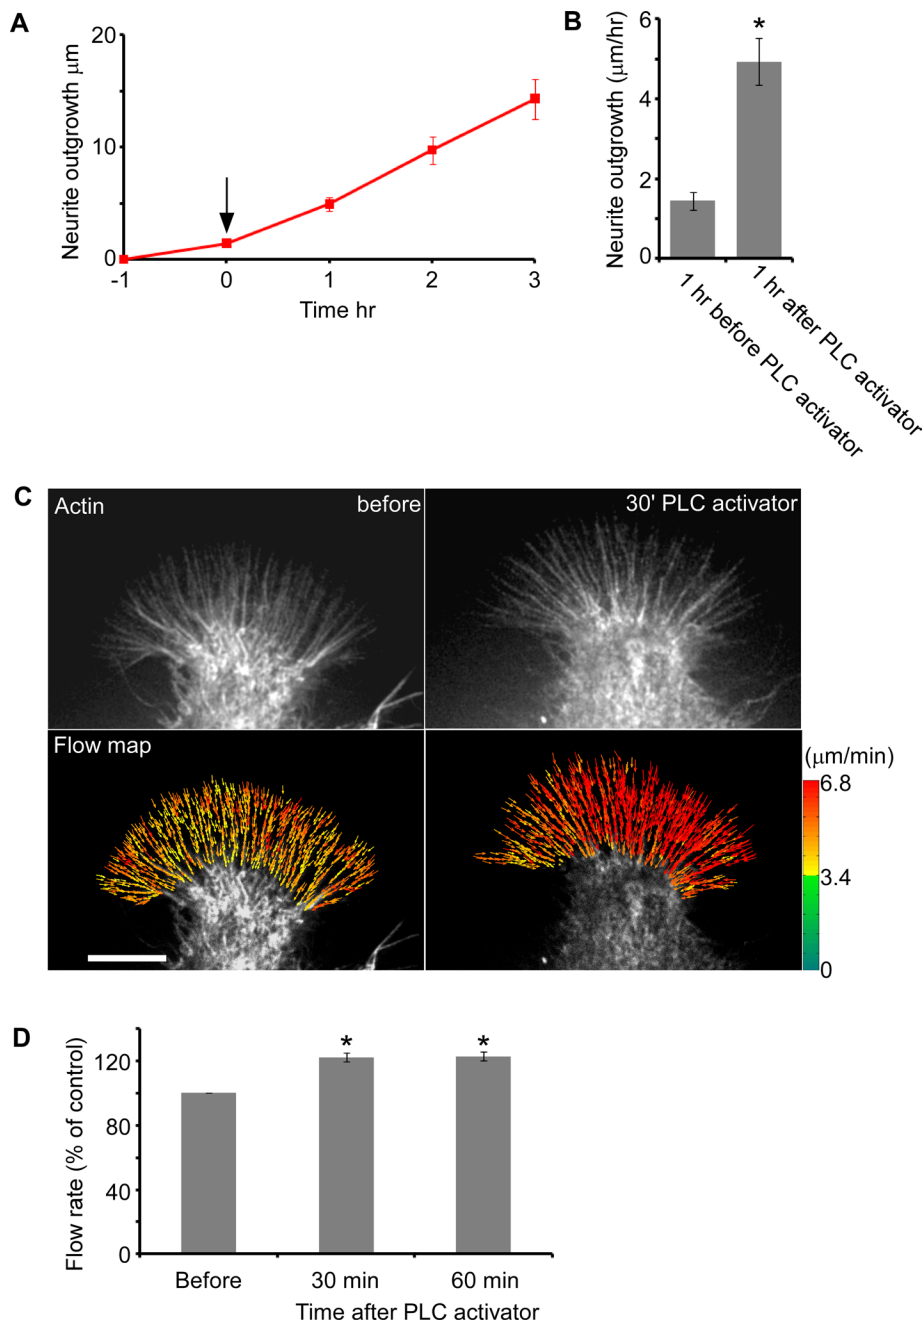 A
Neurite outgrowth μm
20
10
0
-1
0
1
2
3
Time hr
B
Neurite outgrowth (μm/hr)
6
4
2
0
*
1 hr before PLC activator
1 hr after PLC activator
C
Actin
before
30' PLC activator
Flow map
(μm/min)
6.8
3.4
0
D
Flow rate (% of control)
120
80
40
0
*
*
Before
30 min
60 min
Time after PLC activator